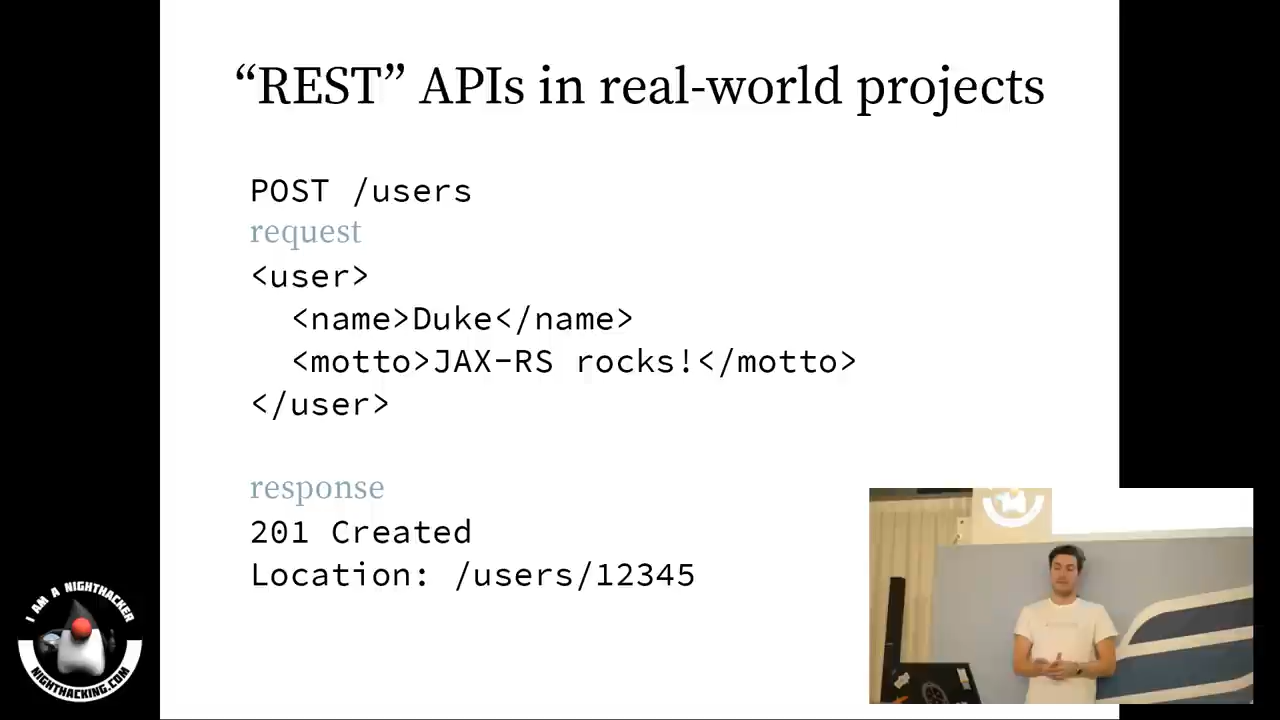 “REST” APIs in real-world projects
POST /users
request
<user>
<name>Duke</name>
<motto>JAX-RS rocks!</motto>
</user>
response
201 Created
Location: /users/12345
I AM A NIGHTHACKER
NIGHTHACKING.COM